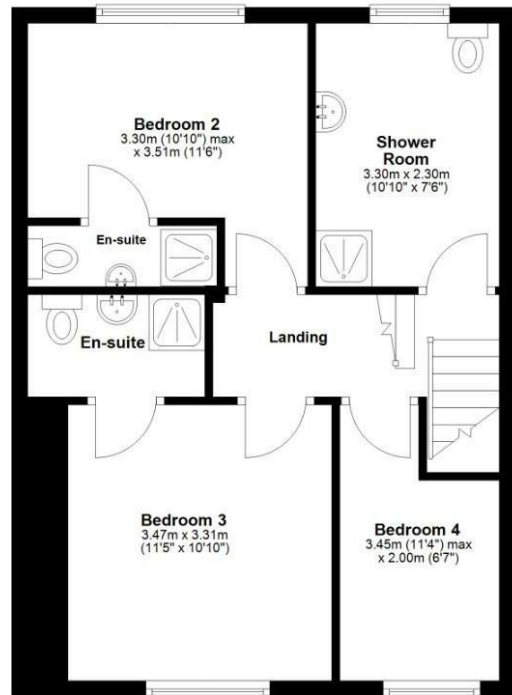 Bedroom 2
3.30m (10'10") max
x 3.51m (11'6")
Shower
Room
3.30m x 2.30m
(10'10" x 7'6")
En-suite
En-suite
Landing
Bedroom 3
3.47m x 3.31m
(11'5" x 10'10")
Bedroom 4
3.45m (11'4") max
x 2.00m (6'7")